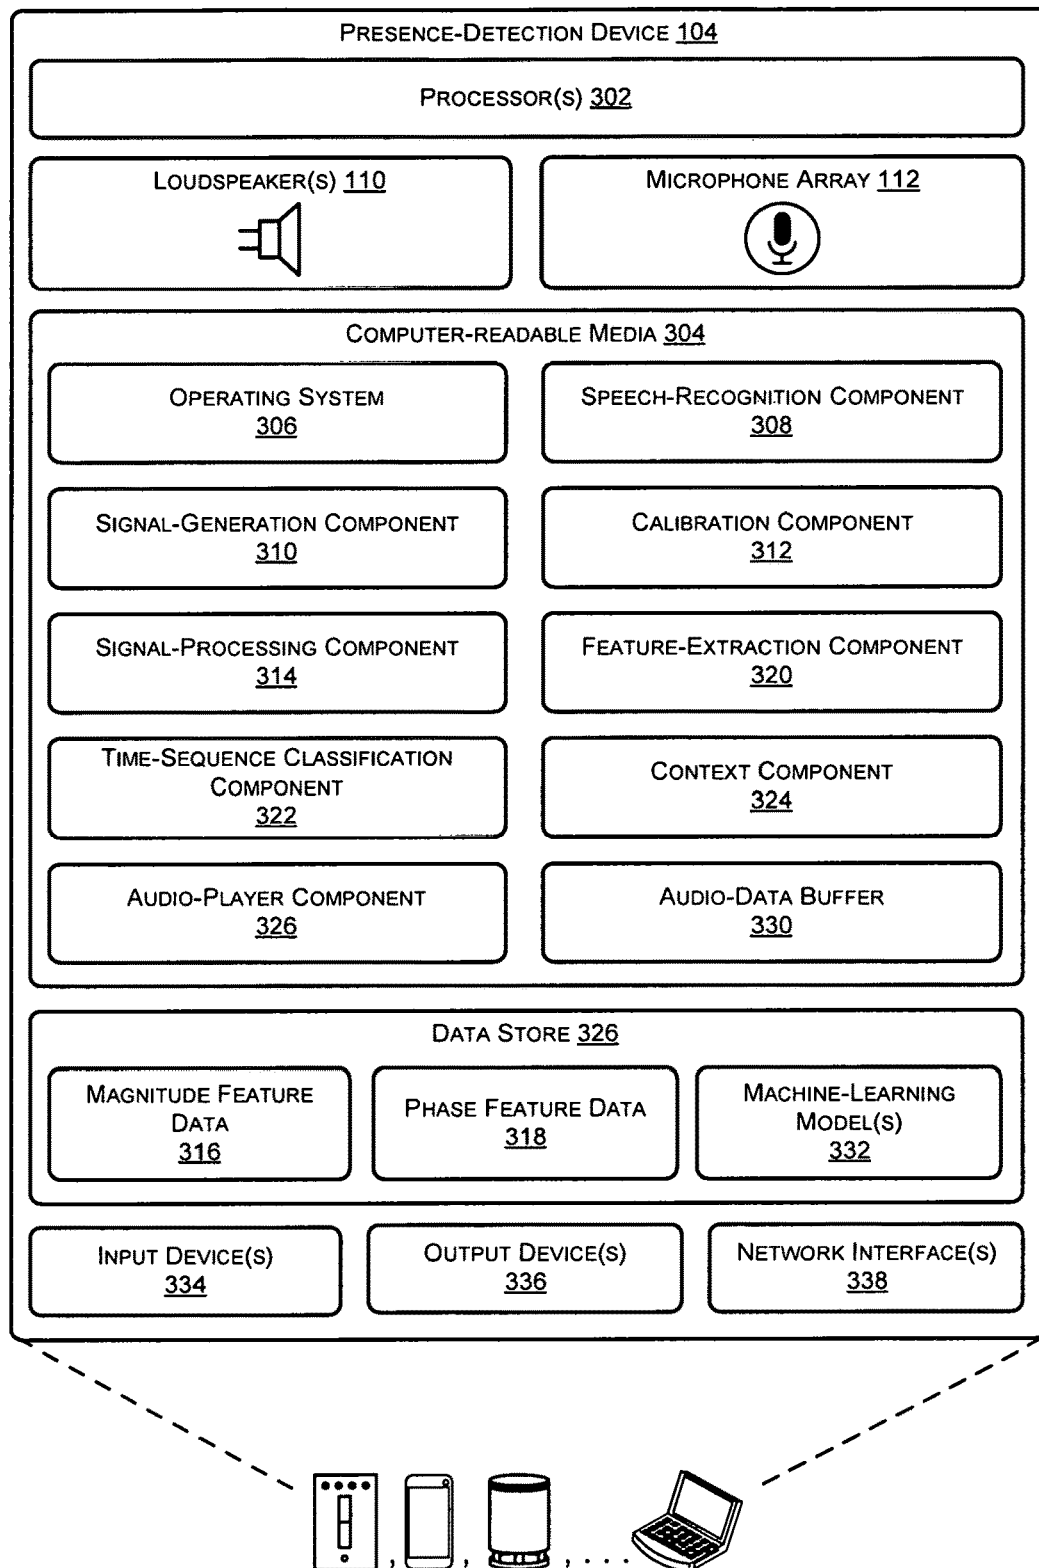 PRESENCE-DETECTION DEVICE 104
PROCESSOR(S) 302
LOUDSPEAKER(S) 110
MICROPHONE ARRAY 112
COMPUTER-READABLE MEDIA 304
OPERATING SYSTEM
306
SPEECH-RECOGNITION COMPONENT
308
SIGNAL-GENERATION COMPONENT
310
CALIBRATION COMPONENT
312
SIGNAL-PROCESSING COMPONENT
314
FEATURE-EXTRACTION COMPONENT
320
TIME-SEQUENCE CLASSIFICATION
COMPONENT
322
CONTEXT COMPONENT
324
AUDIO-PLAYER COMPONENT
326
AUDIO-DATA BUFFER
330
DATA STORE 326
MAGNITUDE FEATURE
DATA
316
PHASE FEATURE DATA
318
MACHINE-LEARNING
MODEL(S)
332
INPUT DEVICE(S)
334
OUTPUT DEVICE(S)
336
NETWORK INTERFACE(S)
338
, , , . . .